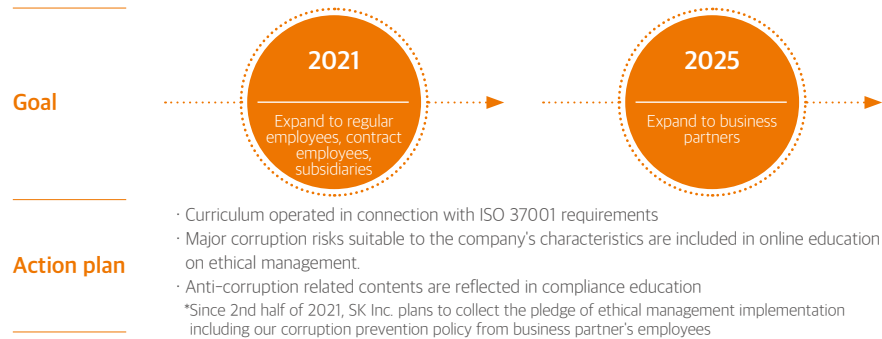 Goal
2021
Expand to regular
employees, contract
employees,
subsidiaries
2025
Expand to business
partners
Action plan
· Curriculum operated in connection with ISO 37001 requirements
· Major corruption risks suitable to the company's characteristics are included in online education
on ethical management.
· Anti-corruption related contents are reflected in compliance education
*Since 2nd half of 2021, SK Inc. plans to collect the pledge of ethical management implementation
including our corruption prevention policy from business partner's employees